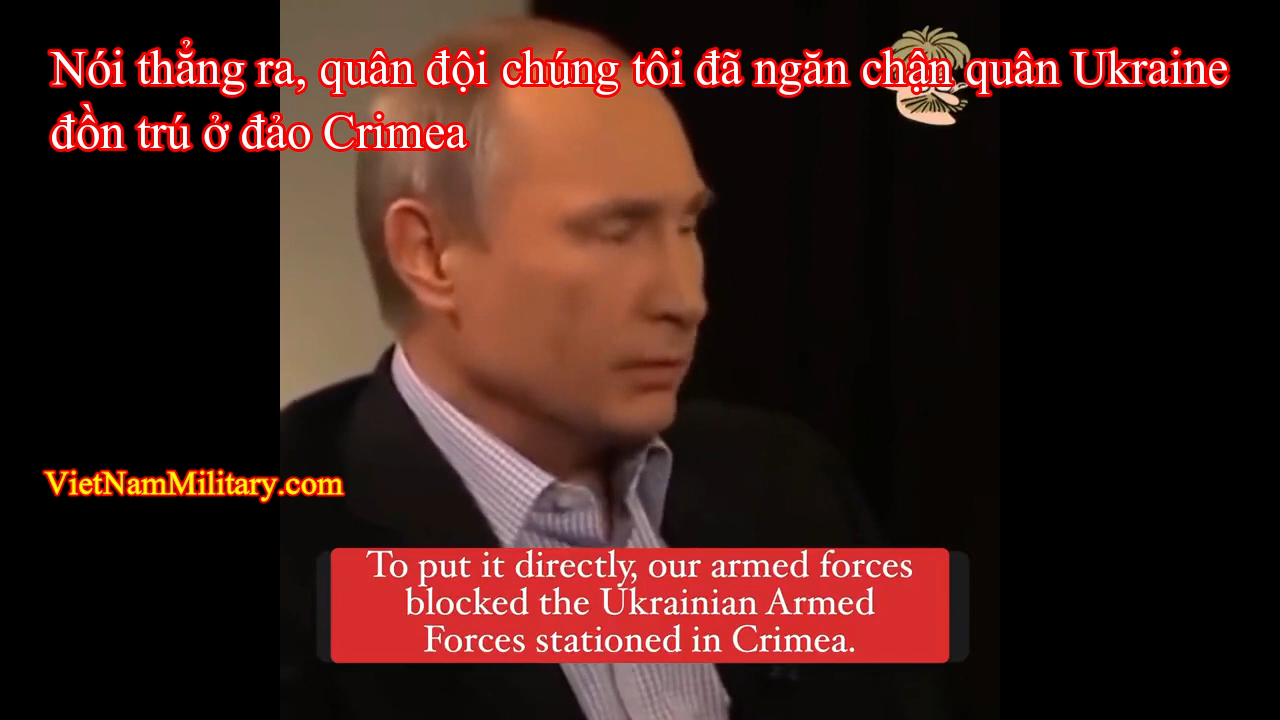 Nói thẳng ra, quân đội chúng tôi đã ngăn chận quân Ukraine
đồn trú ở đảo Crimea
VietNamMilitary.com
To put it directly, our armed forces
blocked the Ukrainian Armed
Forces stationed in Crimea.